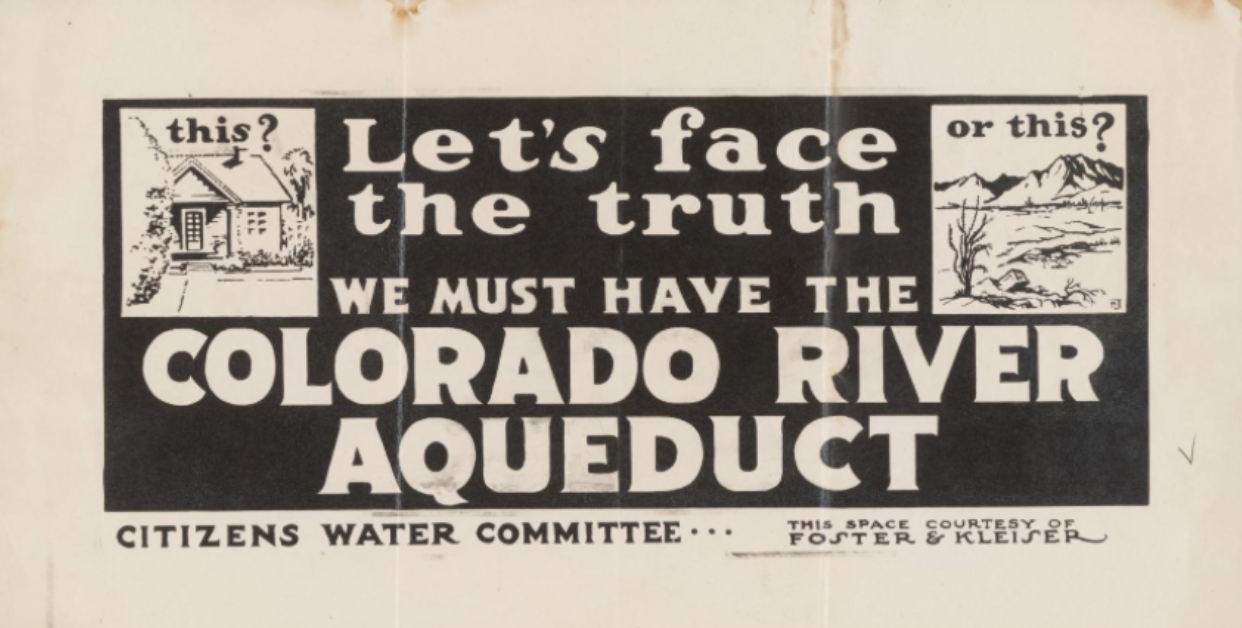 this?
Let's face
the truth
or this?
WE MUST HAVE THE
COLORADO RIVER
AQUEDUCT
CITIZENS WATER COMMITTEE...
THIS SPACE COURTESY OF
FOSTER & KLEISER